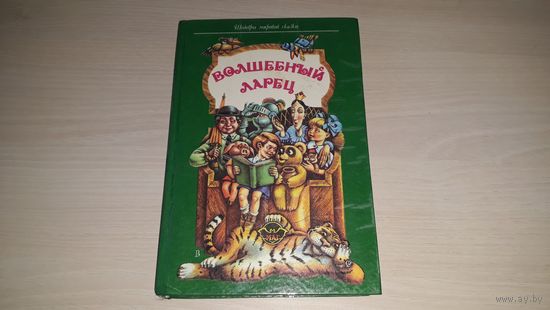 Шедевры мировой сказки
ВОЛШЕБНЫЙ
ЛАРЕЦ
В
www.ay.by